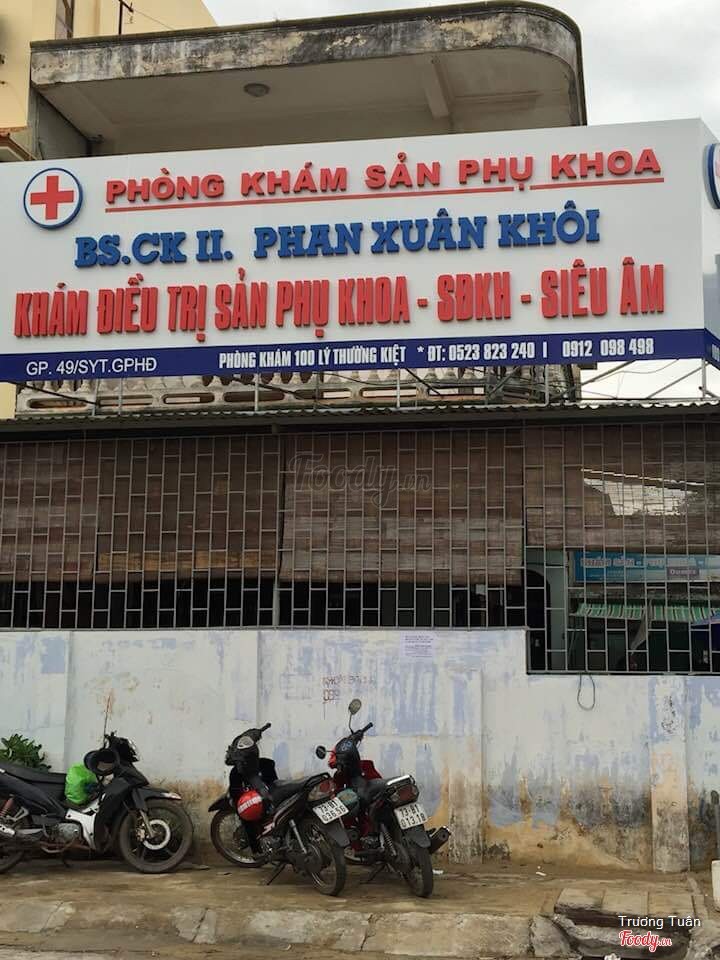 PHÒNG KHÁM SẢN PHỤ KHOA
BS.CK II. PHAN XUÂN KHÔI
KHÁM ĐIỀU TRỊ SẢN PHỤ KHOA - SĐKH - SIÊU ÂM
GP. 49/SYT.GPHĐ
PHÒNG KHÁM 100 LÝ THƯỜNG KIỆT * ĐT: 0523 823 240 | 0912 098 498
Foody.vn
Trương Tuấn
Foody.vn